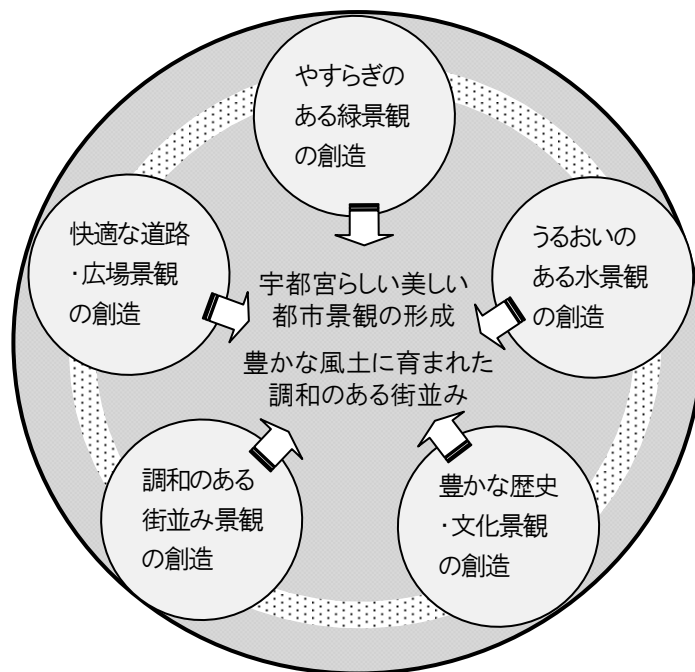 やすらぎの
ある緑景観
の創造
快適な道路
・広場景観
の創造
うるおいの
ある水景観
の創造
宇都宮らしい美しい
都市景観の形成
豊かな風土に育まれた
調和のある街並み
調和のある
街並み景観
の創造
豊かな歴史
・文化景観
の創造